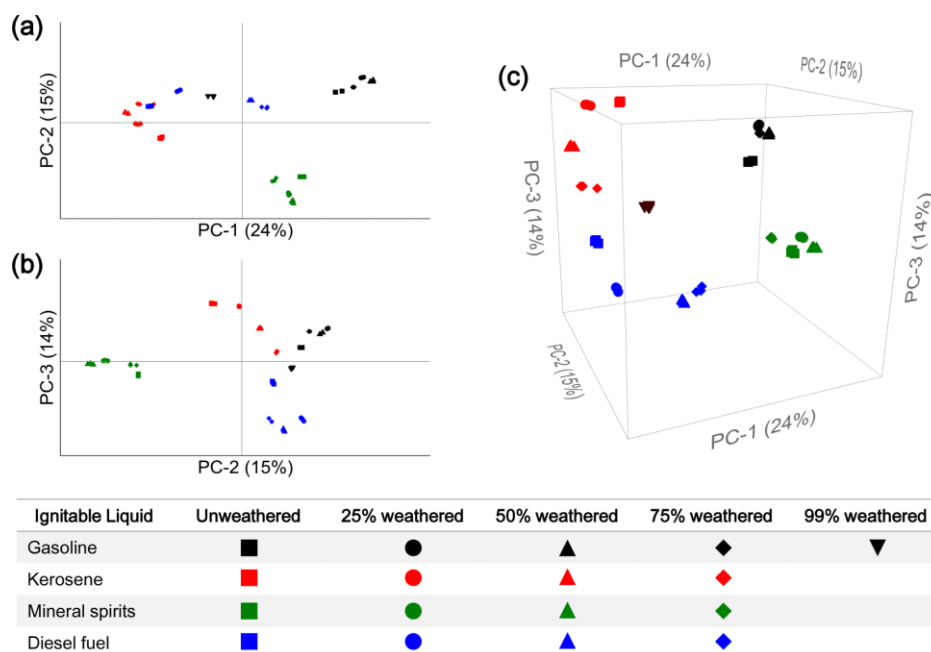 (a)
PC-2 (15%)
PC-1 (24%)
(b)
PC-3 (14%)
PC-2 (15%)
(c)
PC-1 (24%)
PC-2 (15%)
PC-3 (14%)
PC-3 (14%)
PC-2 (15%)
PC-1 (24%)
Ignitable Liquid Unweathered 25% weathered 50% weathered 75% weathered 99% weathered
Gasoline
Kerosene
Mineral spirits
Diesel fuel